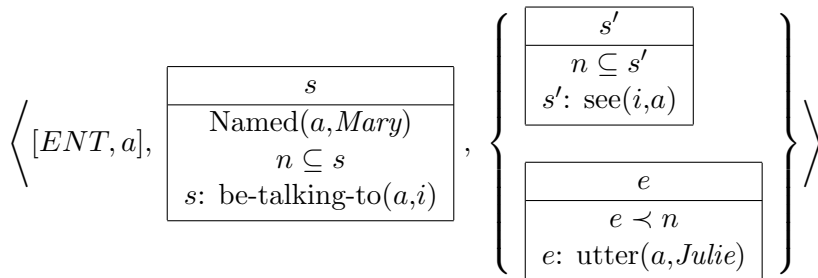 ⟨ [ENT, a], s
Named(a,Mary)
n ⊆ s
s: be-talking-to(a,i)
, { s′
n ⊆ s′
s′: see(i,a)
e
e ≺ n
e: utter(a,Julie) } ⟩